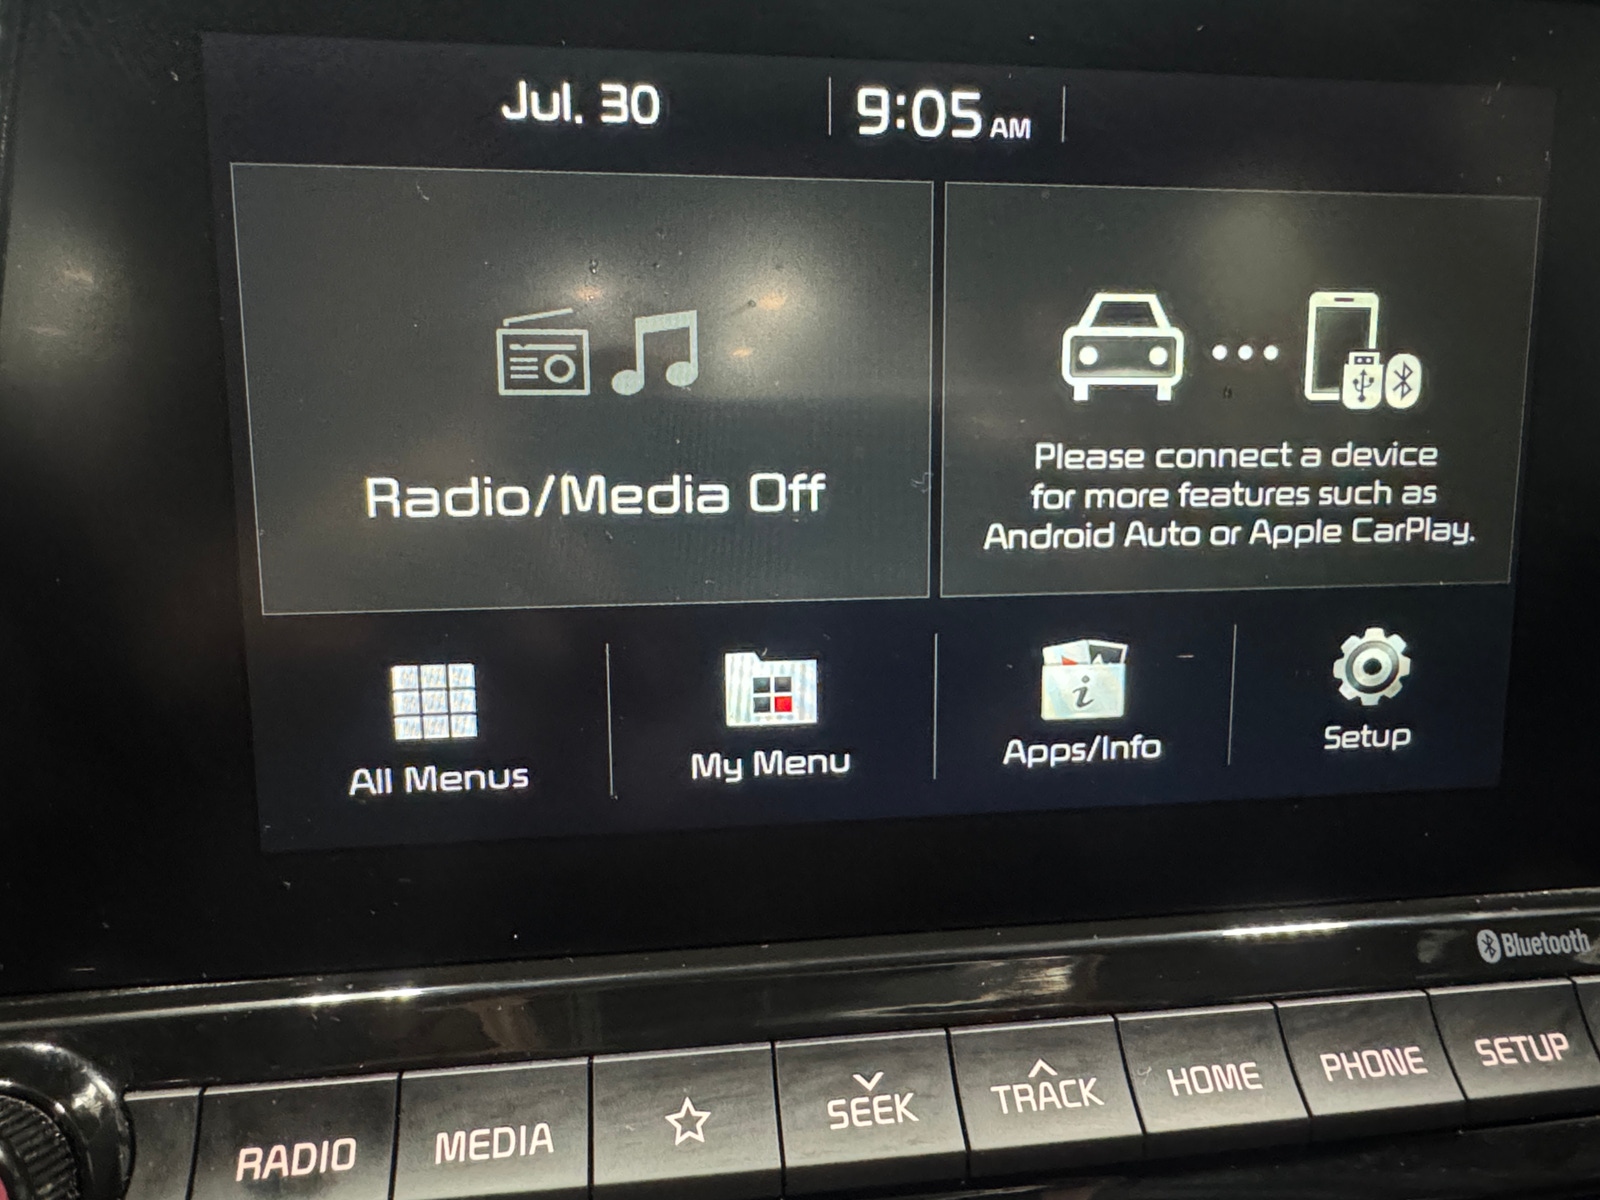 Jul. 30
9:05 AM
Radio/Media Off
Please connect a device
for more features such as
Android Auto or Apple CarPlay.
All Menus
My Menu
Apps/Info
Setup
Bluetooth
RADIO
MEDIA
SEEK
TRACK
HOME
PHONE
SETUP